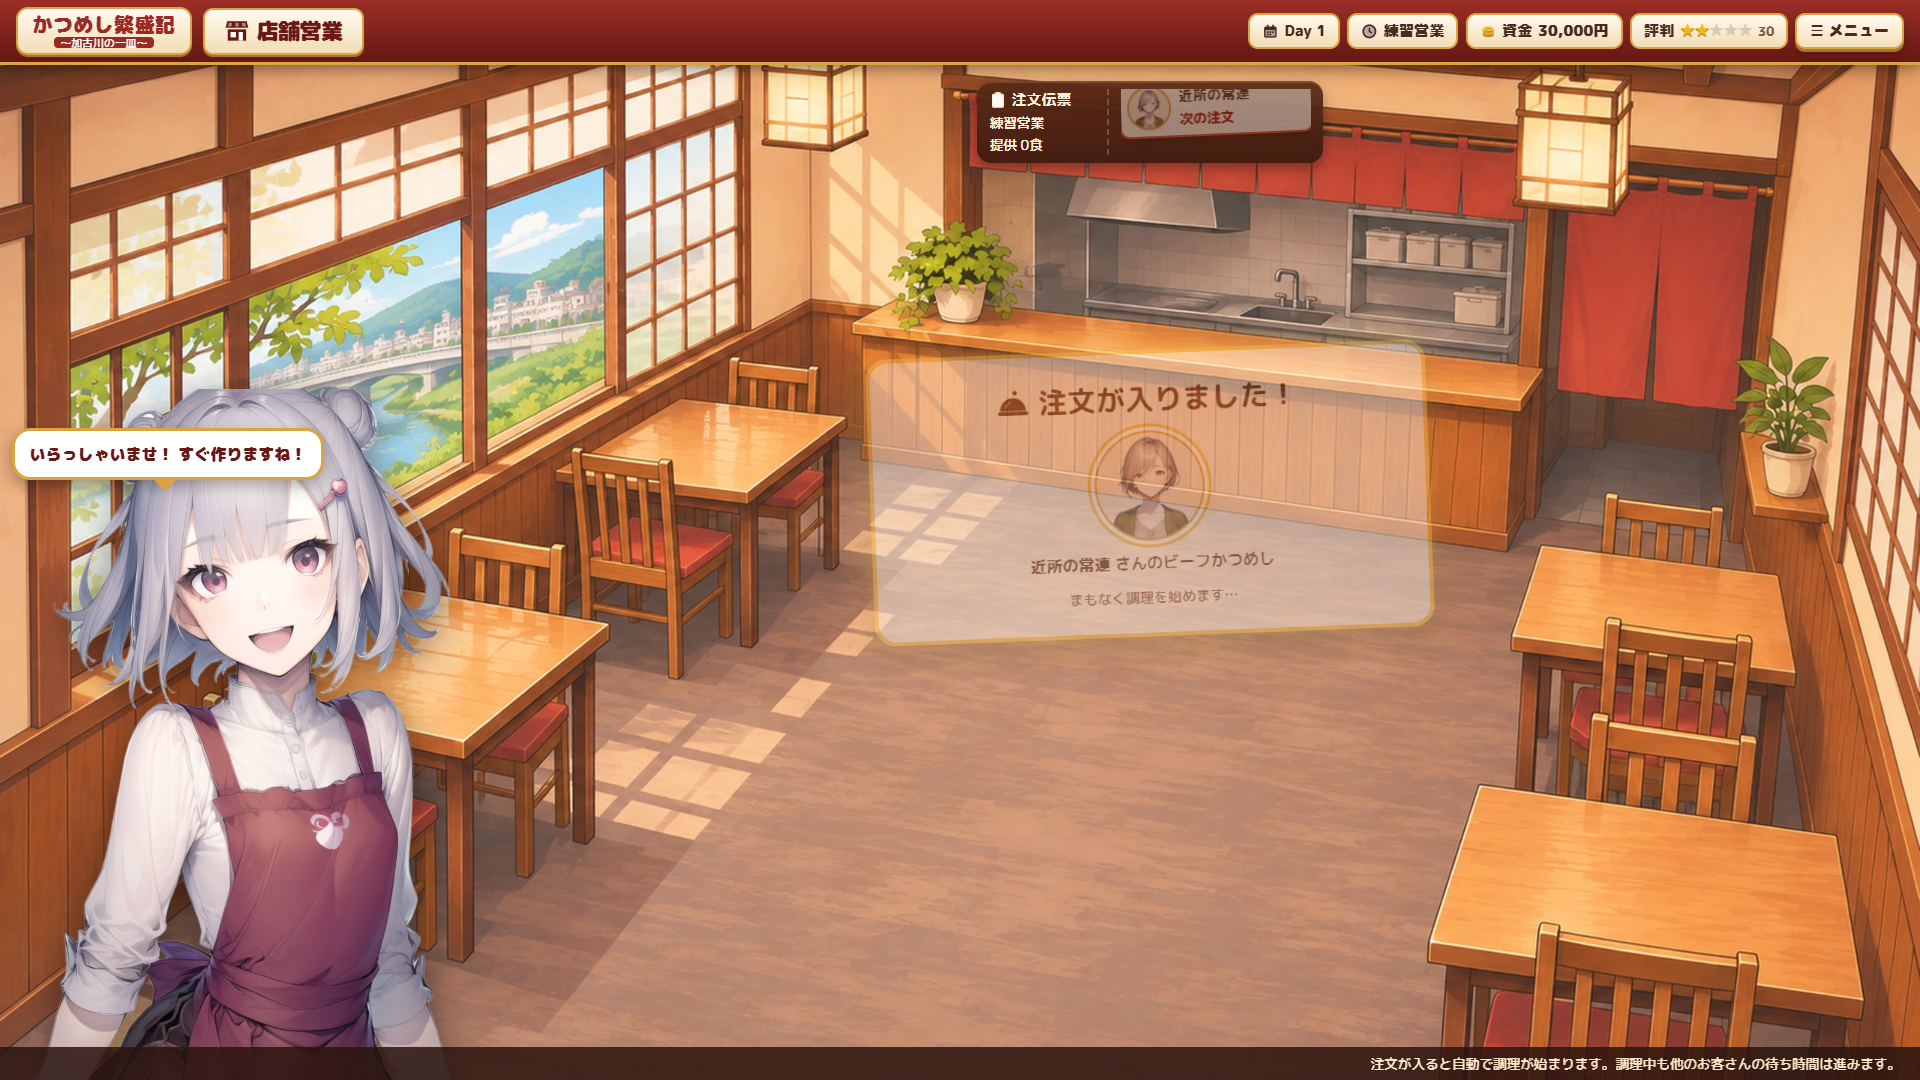 かつめし繁盛記
〜加古川の一皿〜
店舗営業
Day 1
練習営業
資金 30,000円
評判 ★★★★★ 30
☰ メニュー
注文伝票
練習営業
提供 0食
近所の常連
次の注文
注文が入りました!
近所の常連 さんのビーフかつめし
まもなく調理を始めます…
いらっしゃいませ! すぐ作りますね!
注文が入ると自動で調理が始まります。調理中も他のお客さんの待ち時間は進みます。